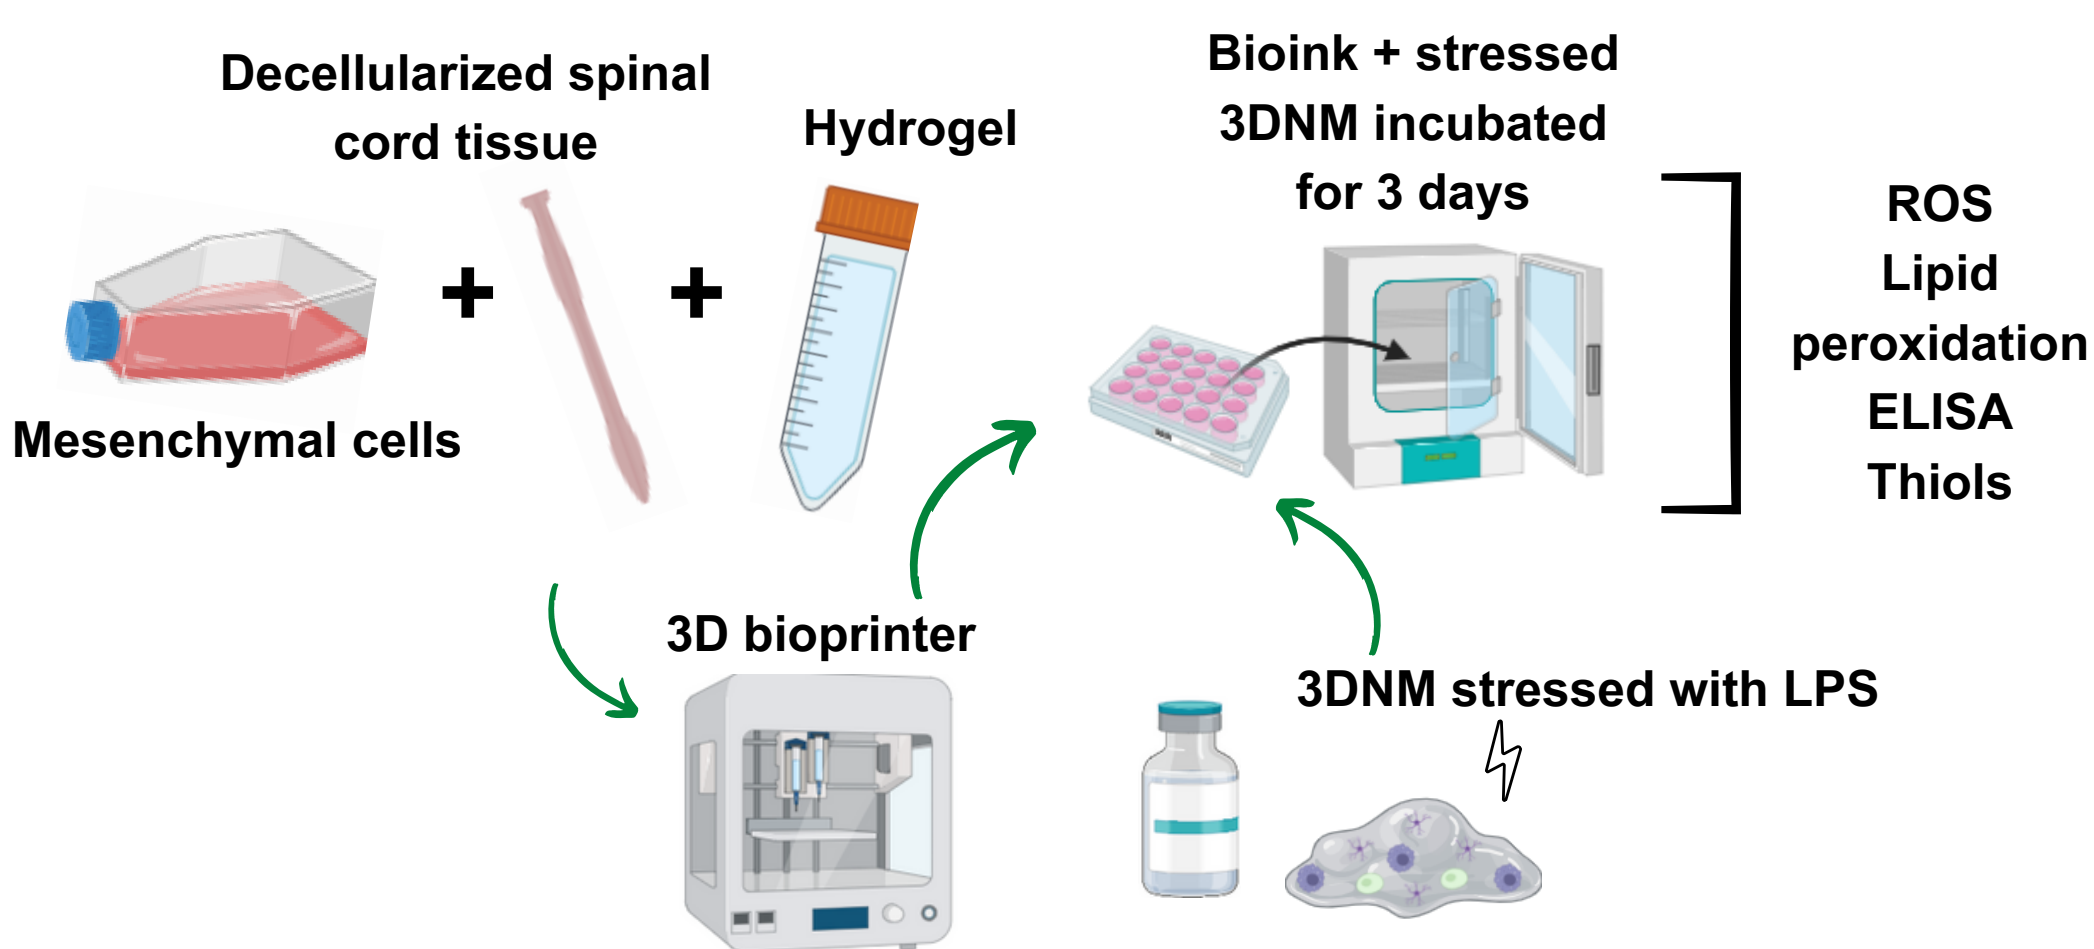 Decellularized spinal
cord tissue
Hydrogel
Mesenchymal cells
Bioink + stressed
3DNM incubated
for 3 days
ROS
Lipid
peroxidation
ELISA
Thiols
3D bioprinter
3DNM stressed with LPS